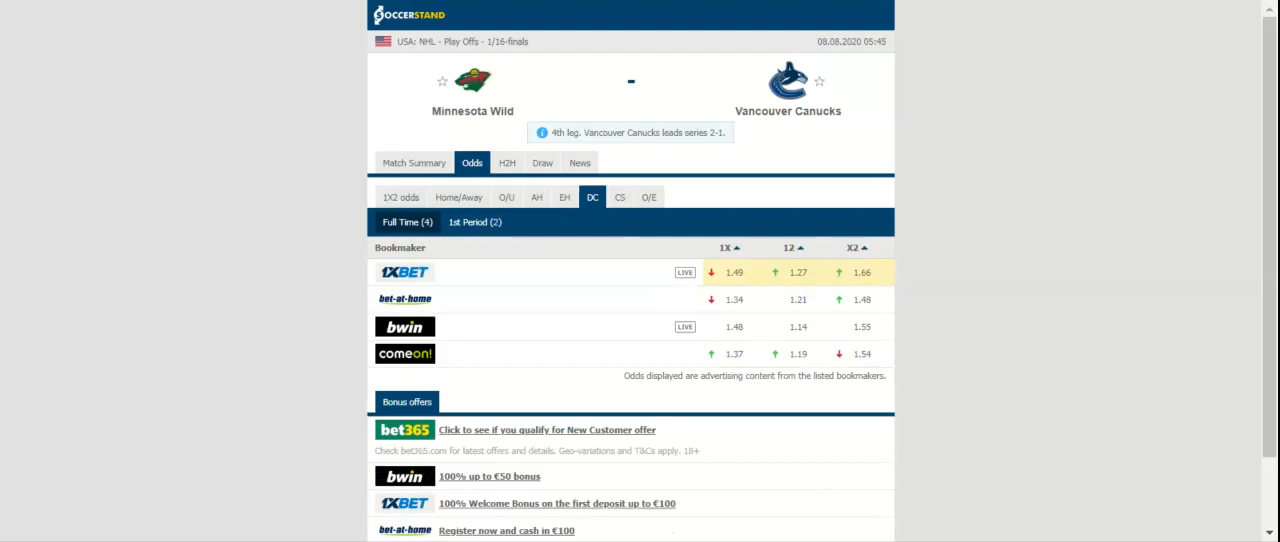 SOCCERSTAND
USA: NHL - Play Offs - 1/16-finals 08.08.2020 05:45
-
Minnesota Wild Vancouver Canucks
4th leg. Vancouver Canucks leads series 2-1.
Match Summary Odds H2H Draw News
1X2 odds Home/Away O/U AH EH DC CS O/E
Full Time (4) 1st Period (2)
Bookmaker 1X 12 X2
1XBET LIVE 1.49 1.27 1.66
bet-at-home 1.34 1.21 1.48
bwin LIVE 1.48 1.14 1.55
comeon! 1.37 1.19 1.54
Odds displayed are advertising content from the listed bookmakers.
Bonus offers
bet365 Click to see if you qualify for New Customer offer
Check bet365.com for latest offers and details. Geo-variations and T&Cs apply. 18+
bwin 100% up to €50 bonus
1XBET 100% Welcome Bonus on the first deposit up to €100
bet-at-home Register now and cash in €100